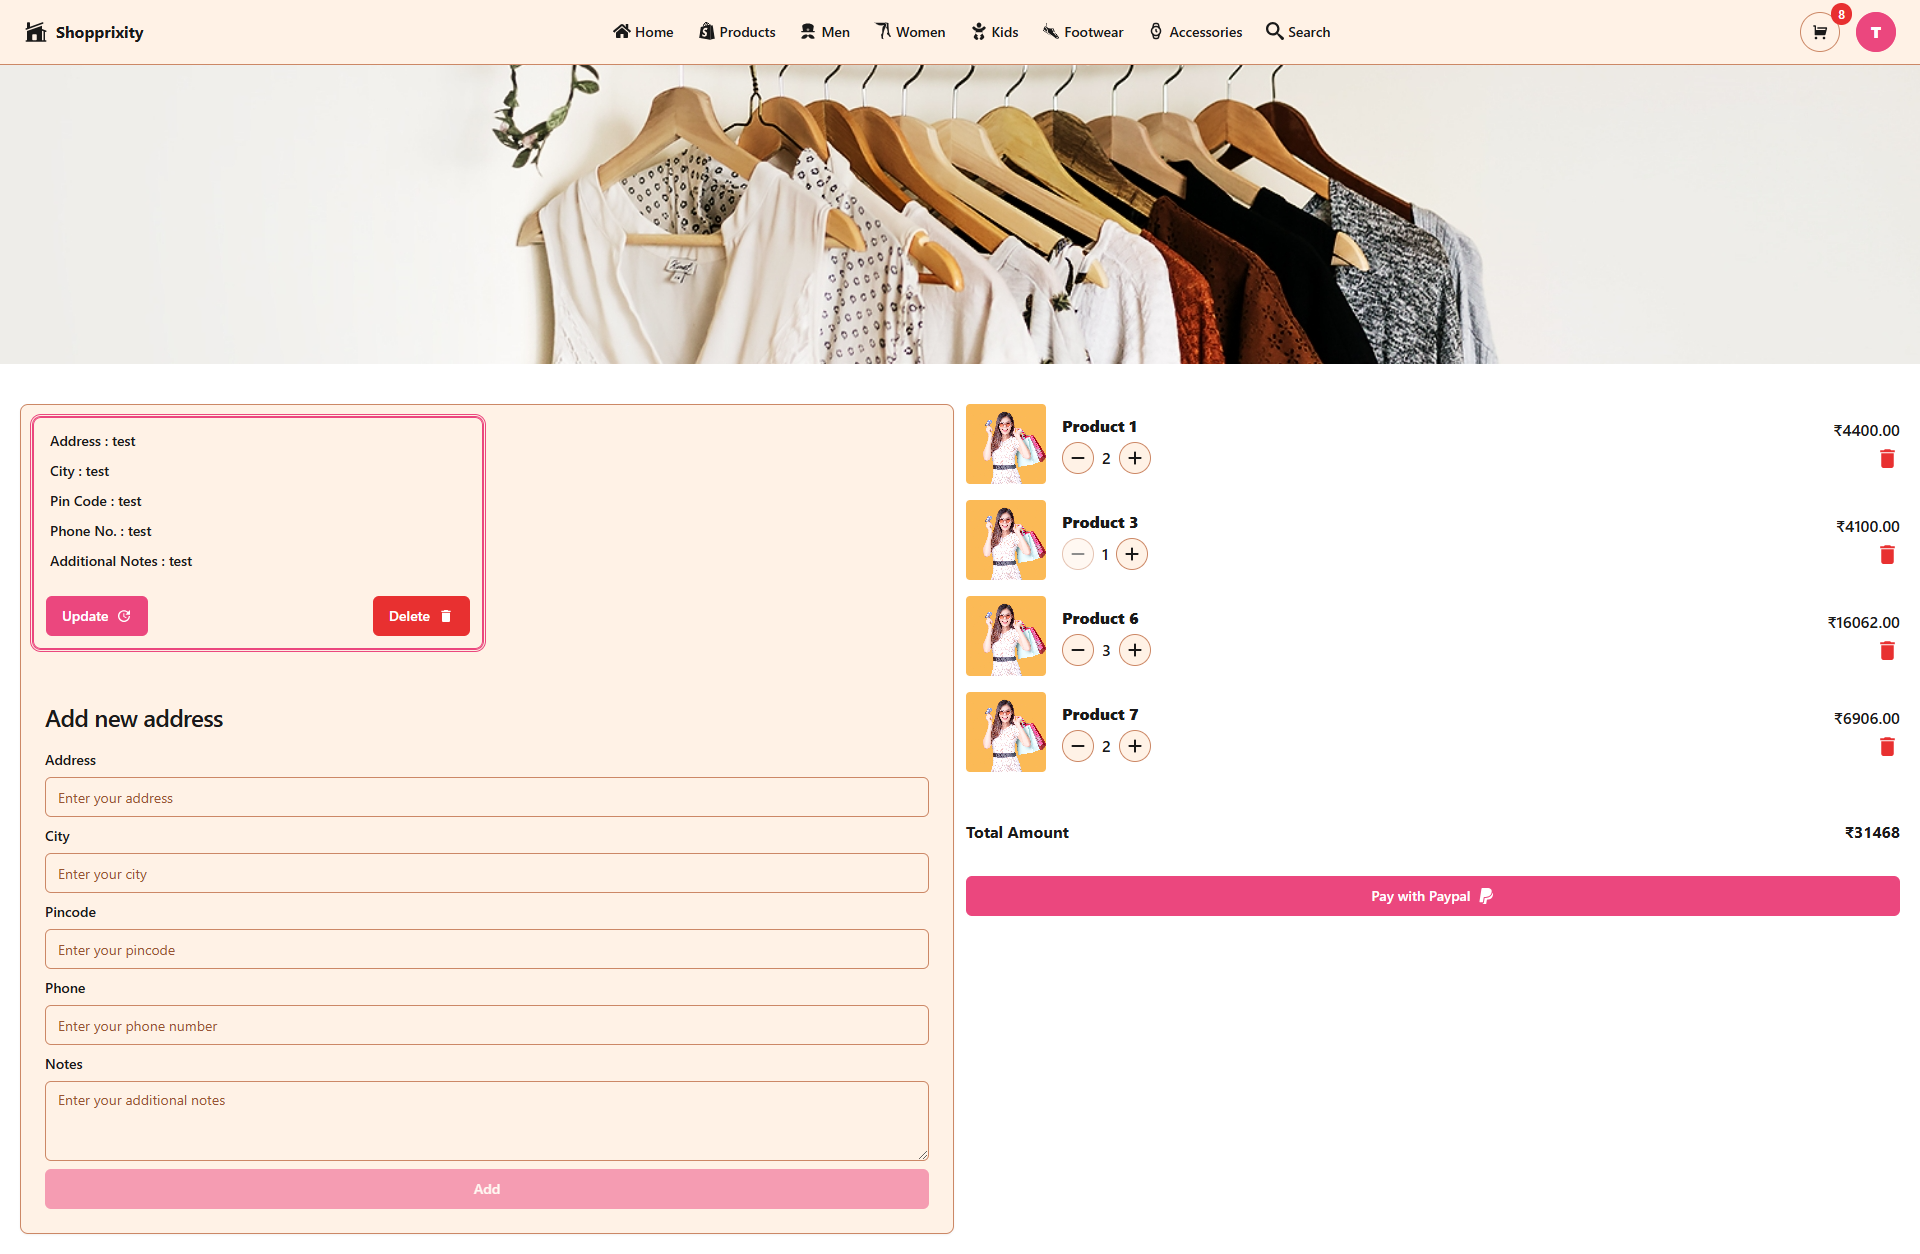 Shopprixity
Home
Products
Men
Women
Kids
Footwear
Accessories
Search
8
T
Address : test
City : test
Pin Code : test
Phone No. : test
Additional Notes : test
Update
Delete
Add new address
Address
Enter your address
City
Enter your city
Pincode
Enter your pincode
Phone
Enter your phone number
Notes
Enter your additional notes
Add
Product 1
₹4400.00
2
Product 3
₹4100.00
1
Product 6
₹16062.00
3
Product 7
₹6906.00
2
Total Amount
₹31468
Pay with Paypal